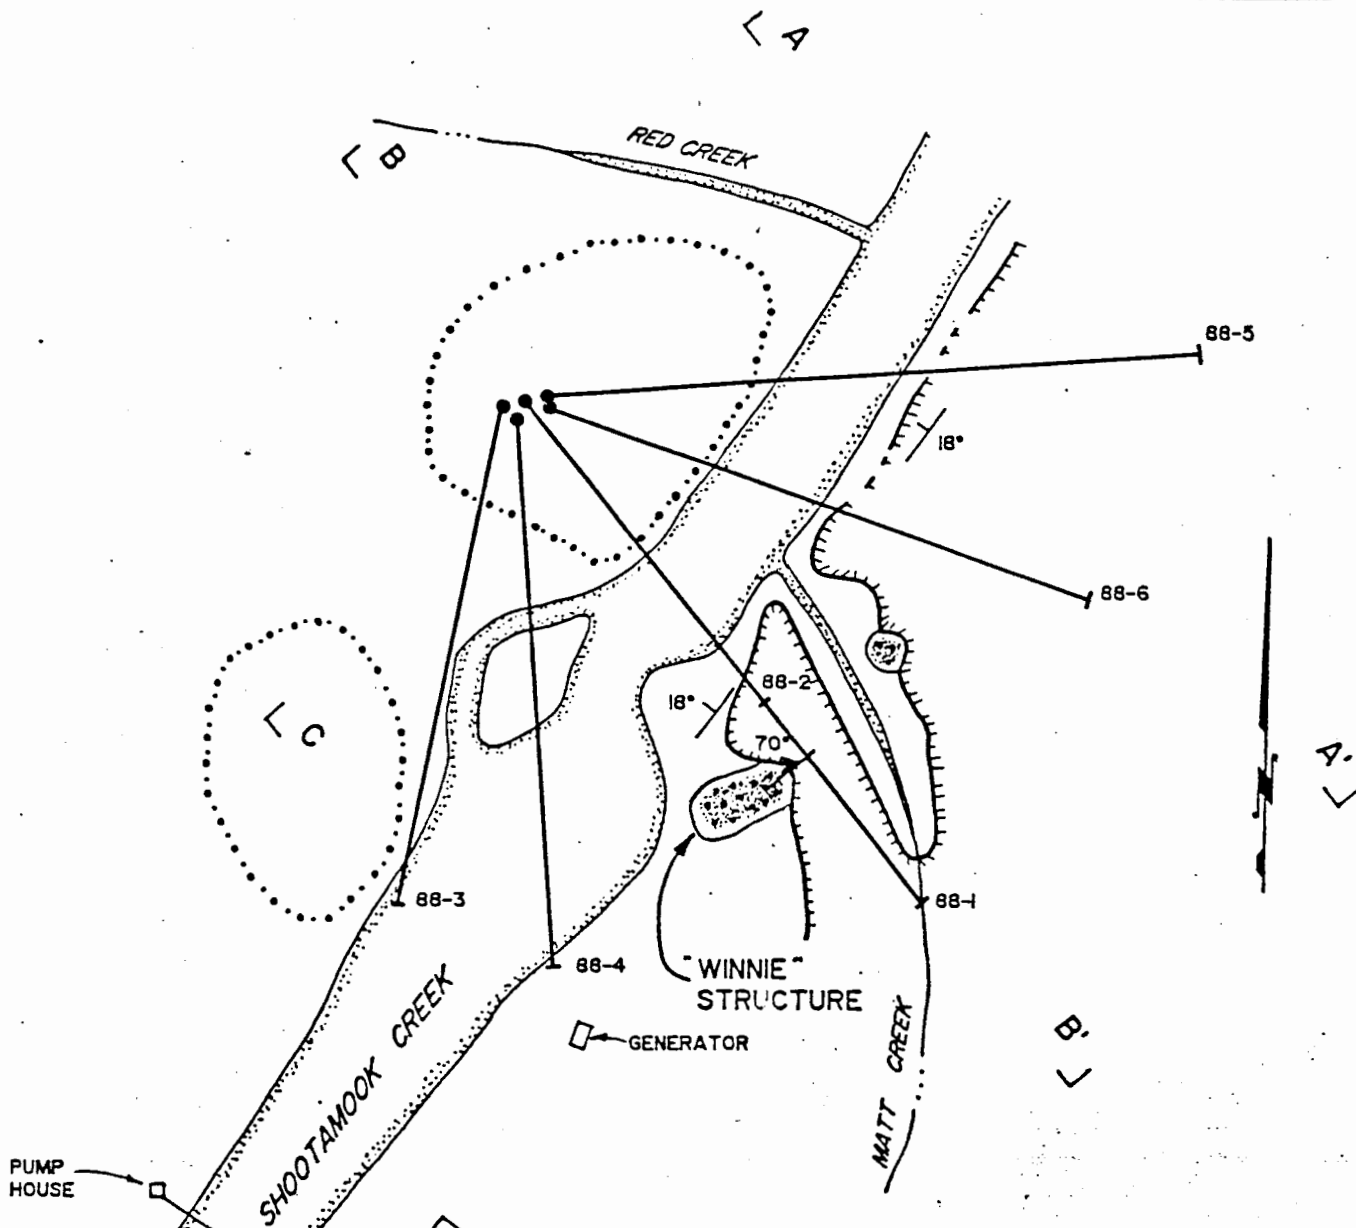 A
B
RED CREEK
88-5
18°
88-6
88-2
18°
C
70°
A'
88-3
88-1
88-4
"WINNIE"
STRUCTURE
GENERATOR
B'
MATT CREEK
SHOOTAMOOK CREEK
PUMP
HOUSE